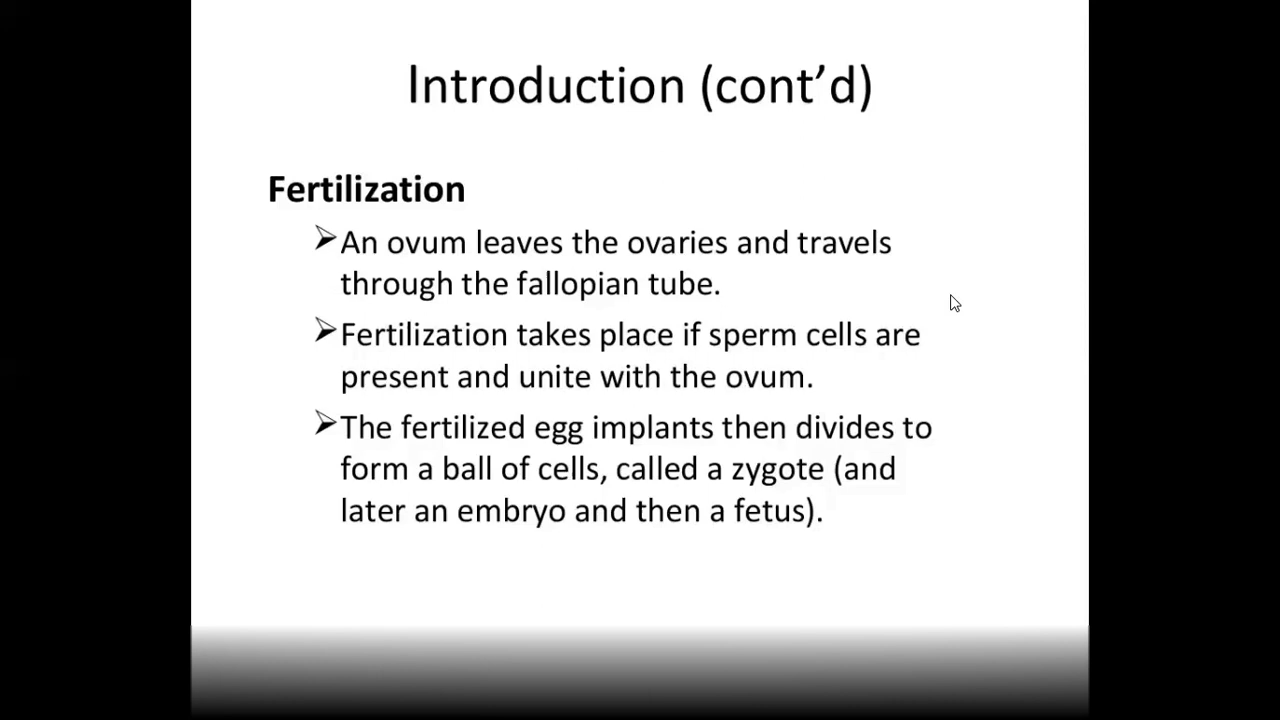 Introduction (cont’d)
Fertilization
➢An ovum leaves the ovaries and travels
through the fallopian tube.
➢Fertilization takes place if sperm cells are
present and unite with the ovum.
➢The fertilized egg implants then divides to
form a ball of cells, called a zygote (and
later an embryo and then a fetus).